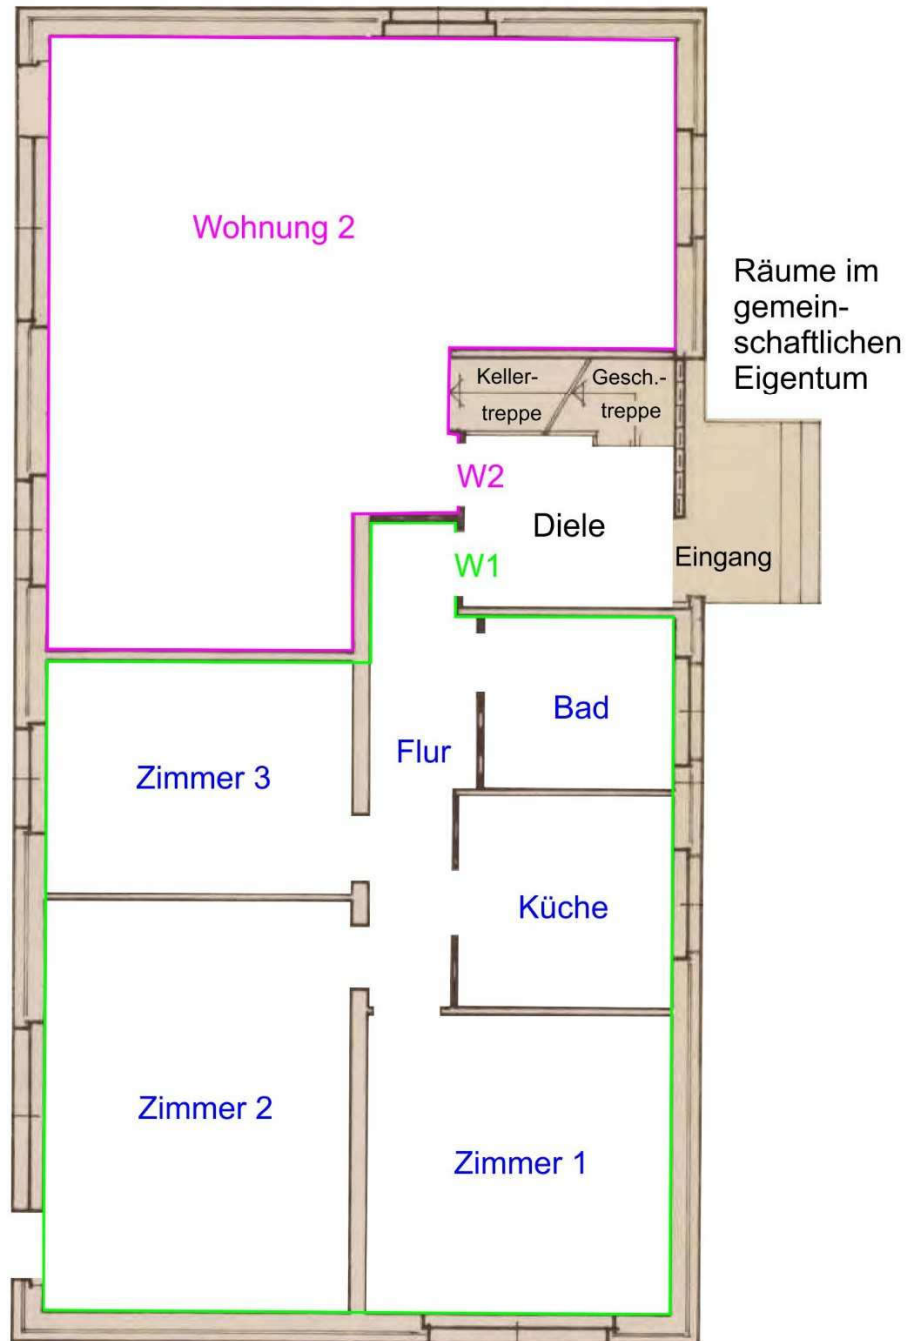 Wohnung 2
Räume im
gemein-
schaftlichen
Eigentum
Keller-
treppe
Gesch.-
treppe
W2
Diele
W1
Eingang
Bad
Flur
Zimmer 3
Küche
Zimmer 2
Zimmer 1